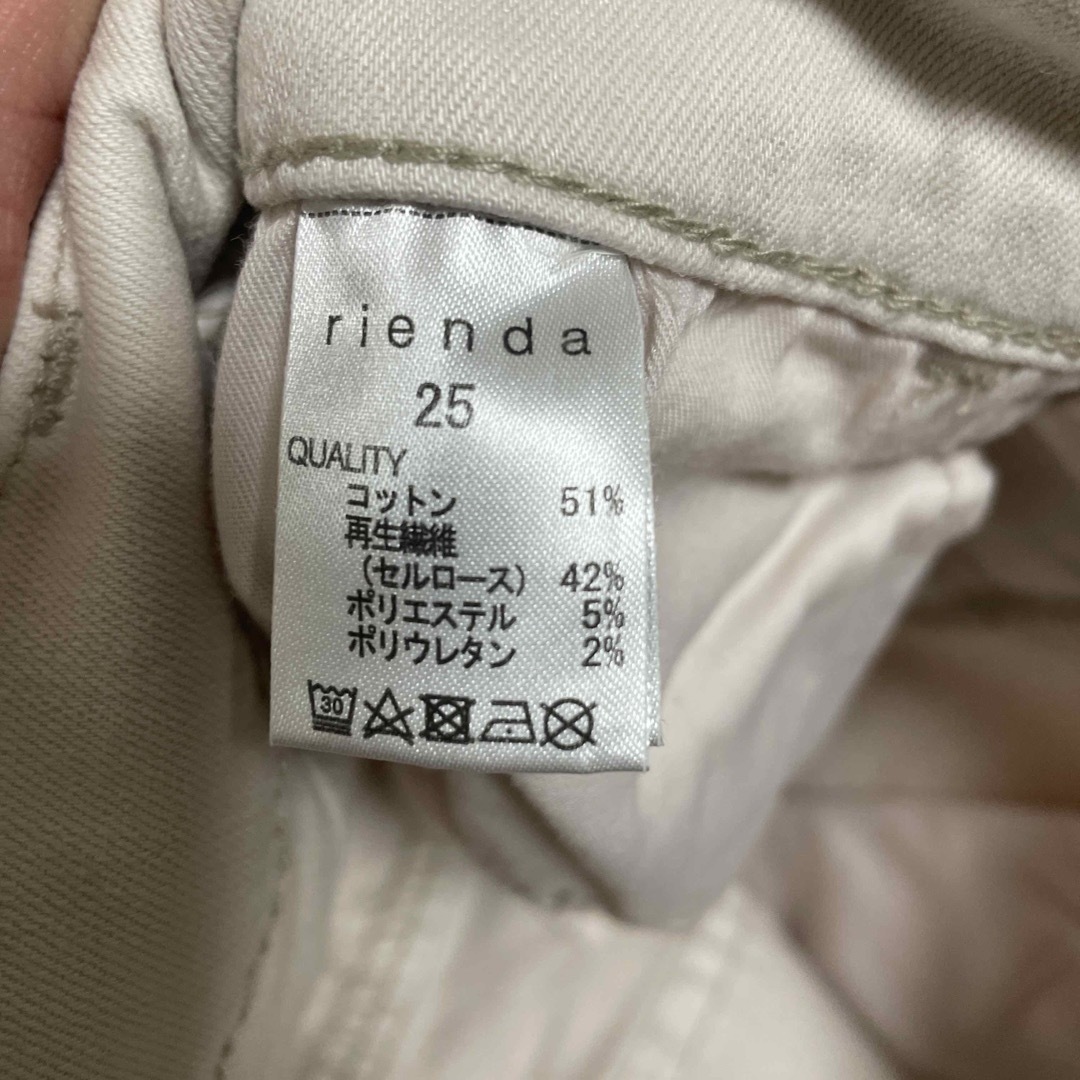 rienda
25
QUALITY
コットン 51%
再生繊維
(セルロース) 42%
ポリエステル 5%
ポリウレタン 2%
30